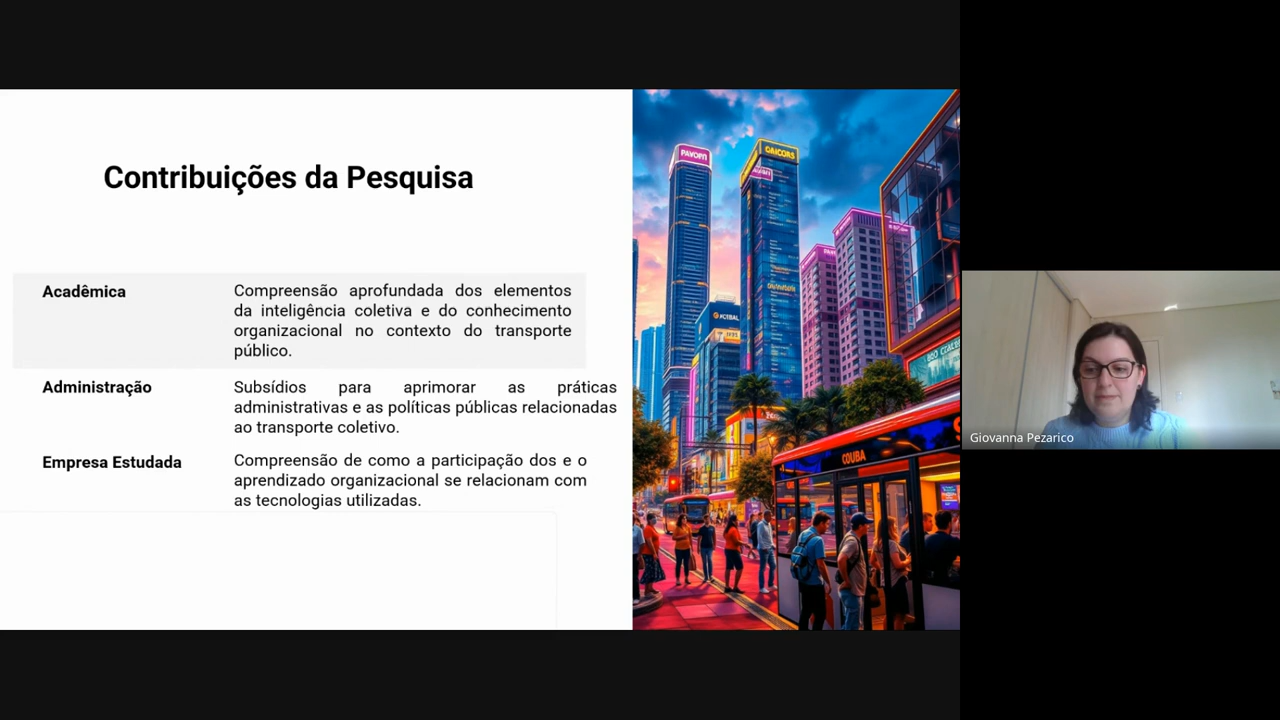 Contribuições da Pesquisa
Acadêmica
Compreensão aprofundada dos elementos
da inteligência coletiva e do conhecimento
organizacional no contexto do transporte
público.
Administração
Subsídios para aprimorar as práticas
administrativas e as políticas públicas relacionadas
ao transporte coletivo.
Empresa Estudada
Compreensão de como a participação dos e o
aprendizado organizacional se relacionam com
as tecnologias utilizadas.
COUBA
Giovanna Pezarico